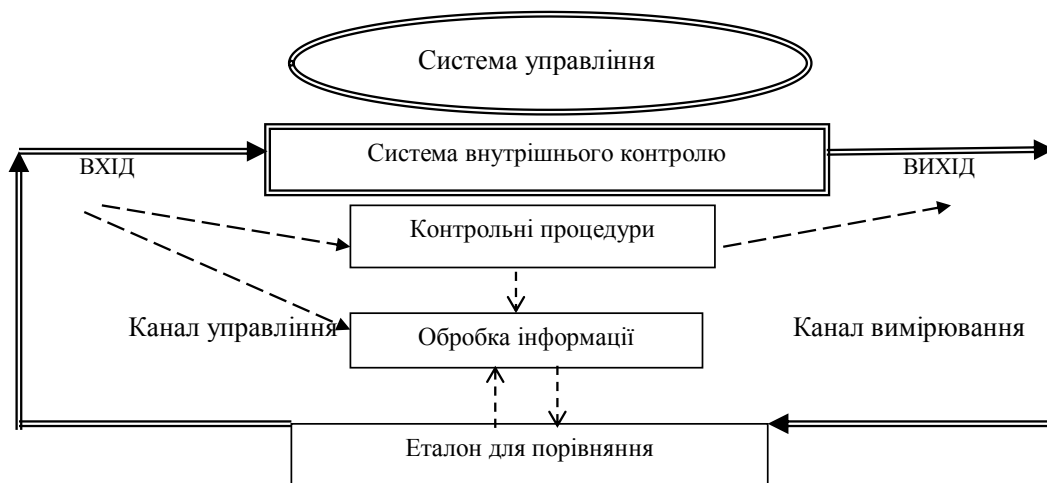 Система управління
Система внутрішнього контролю
ВХІД
ВИХІД
Контрольні процедури
Канал управління
Обробка інформації
Канал вимірювання
Еталон для порівняння